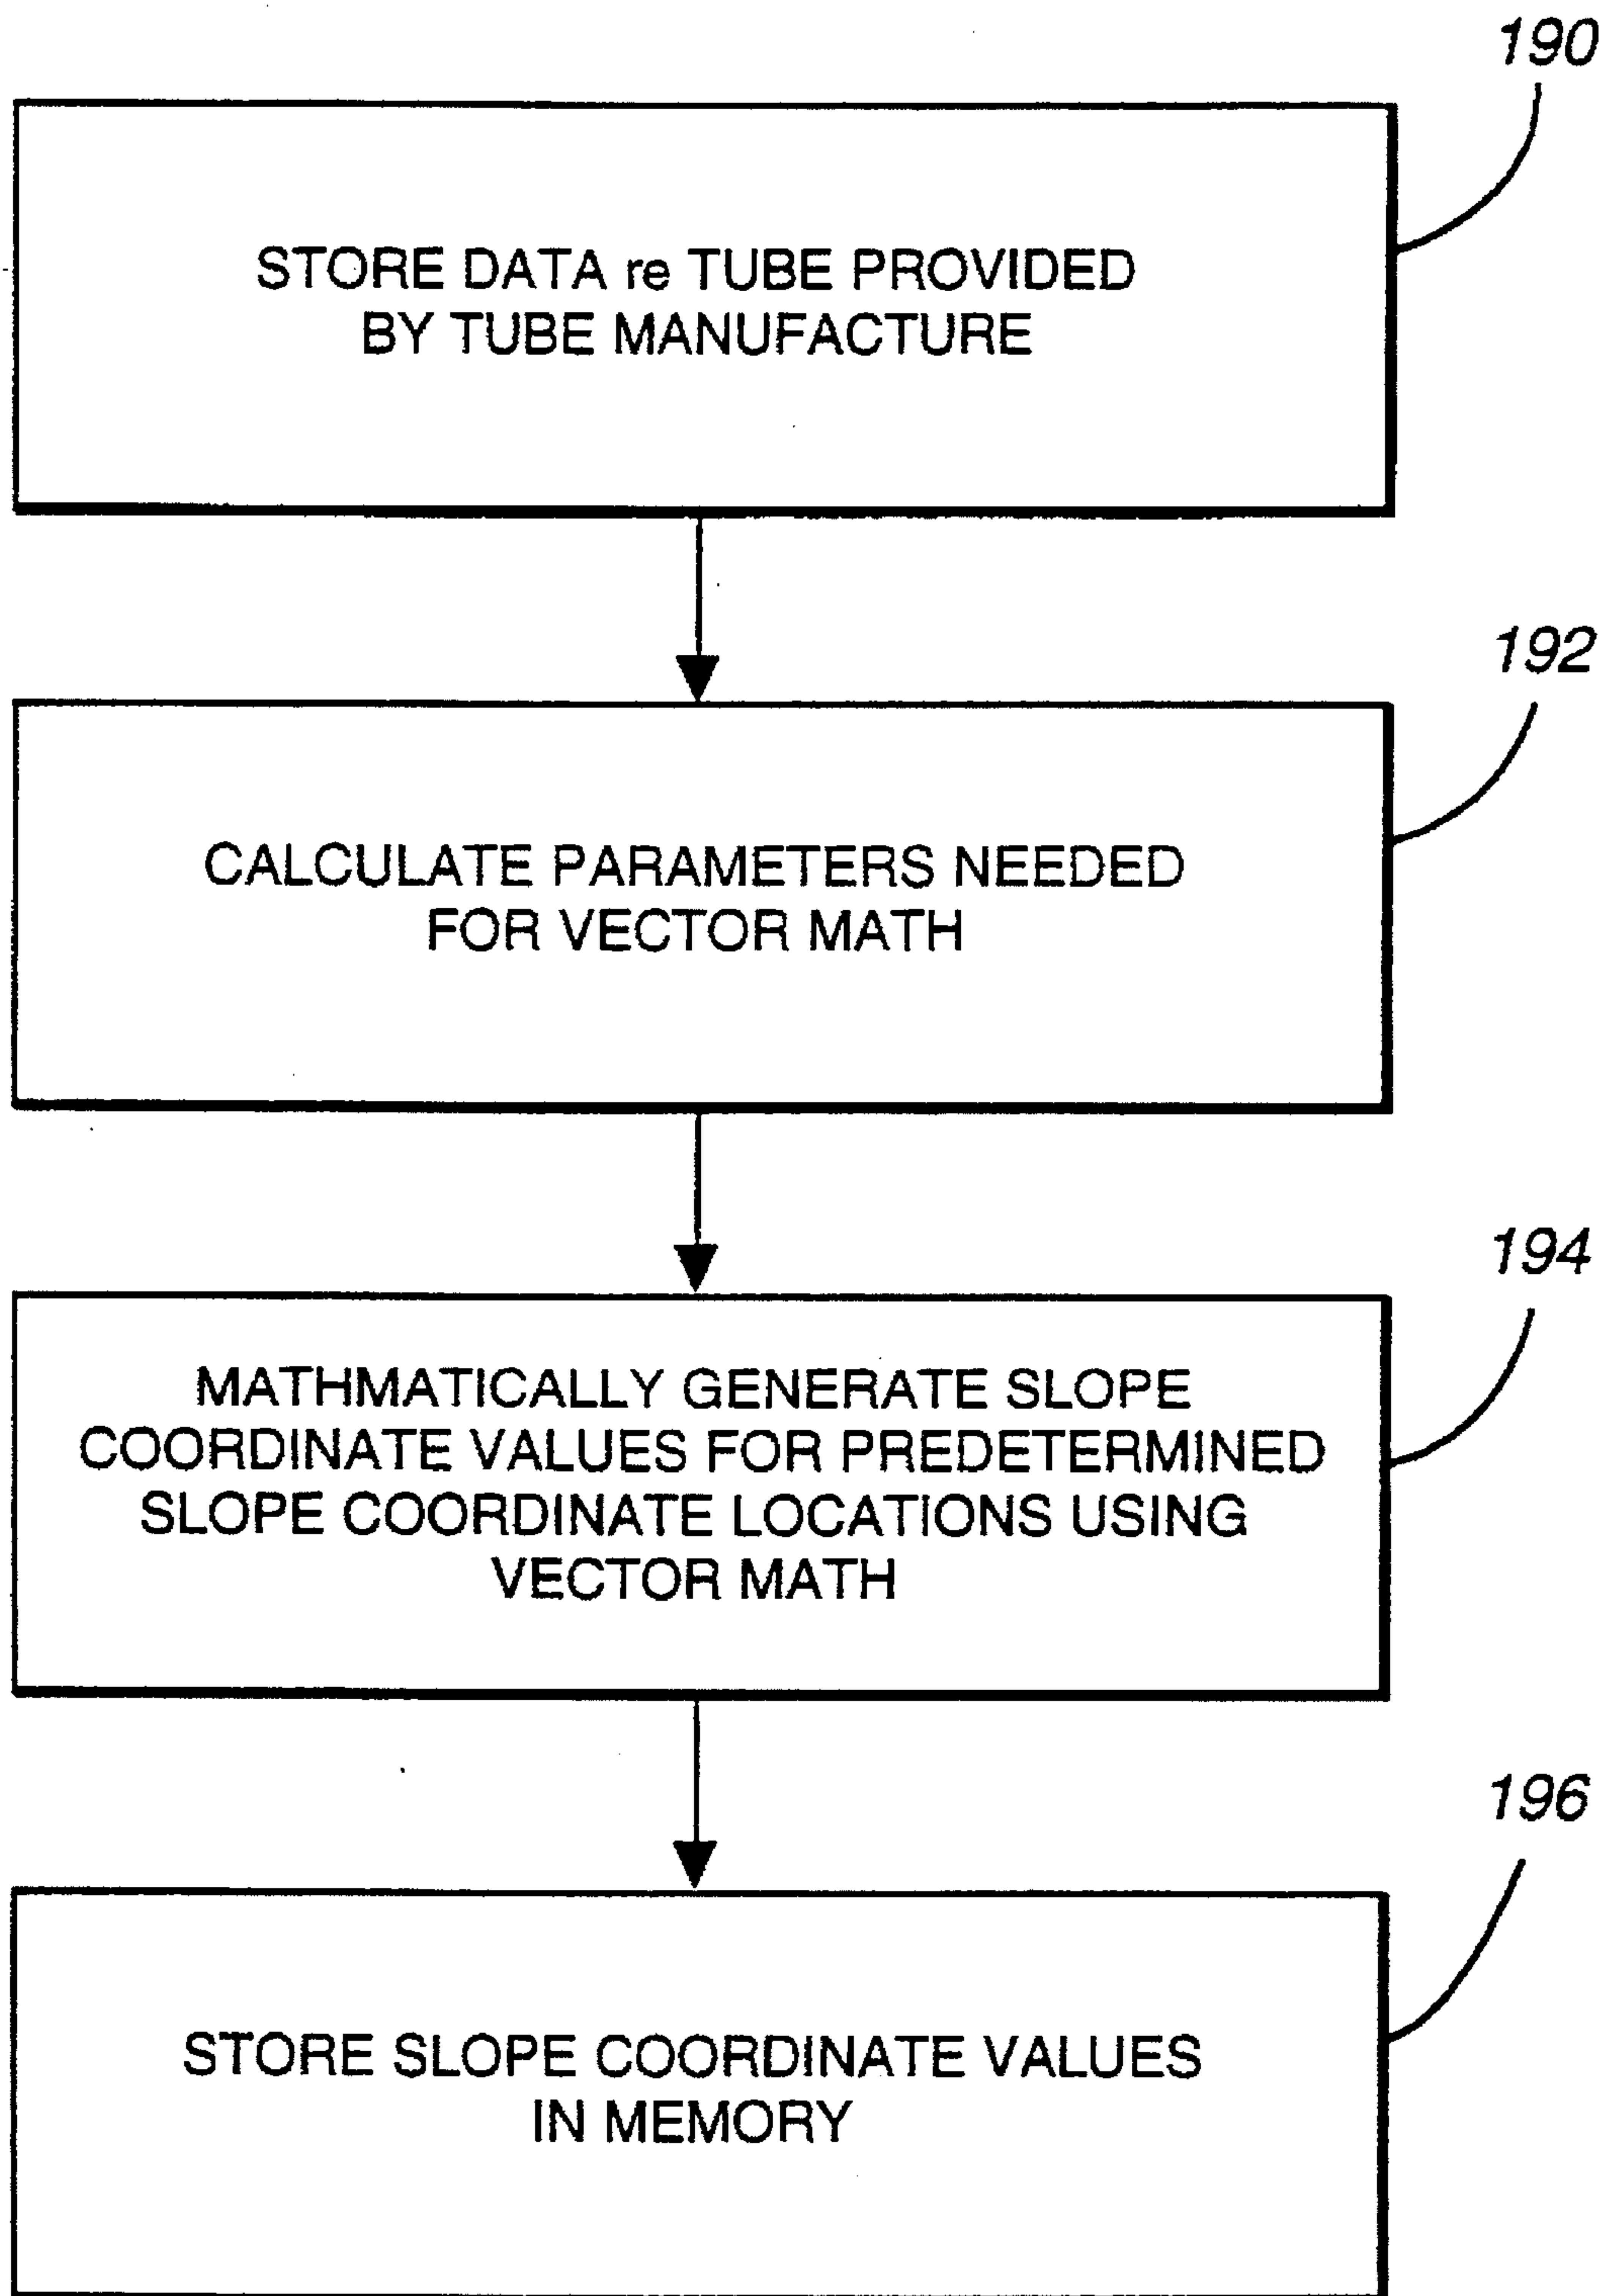 190
STORE DATA re TUBE PROVIDED
BY TUBE MANUFACTURE
192
CALCULATE PARAMETERS NEEDED
FOR VECTOR MATH
194
MATHMATICALLY GENERATE SLOPE
COORDINATE VALUES FOR PREDETERMINED
SLOPE COORDINATE LOCATIONS USING
VECTOR MATH
196
STORE SLOPE COORDINATE VALUES
IN MEMORY